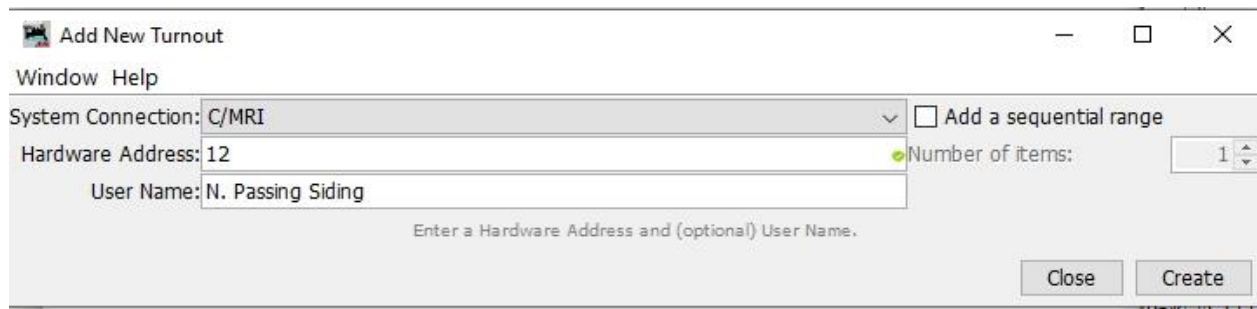 Add New Turnout
Window Help
System Connection: C/MRI Add a sequential range
Hardware Address: 12 Number of items: 1
User Name: N. Passing Siding
Enter a Hardware Address and (optional) User Name.
Close Create